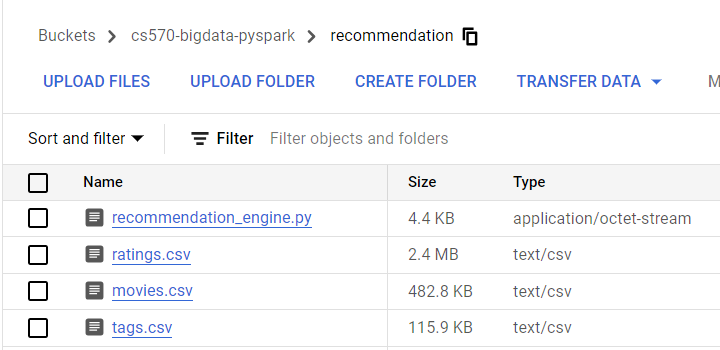 Buckets > cs570-bigdata-pyspark > recommendation
UPLOAD FILES UPLOAD FOLDER CREATE FOLDER TRANSFER DATA M
Sort and filter Filter Filter objects and folders
Name Size Type
recommendation_engine.py 4.4 KB application/octet-stream
ratings.csv 2.4 MB text/csv
movies.csv 482.8 KB text/csv
tags.csv 115.9 KB text/csv